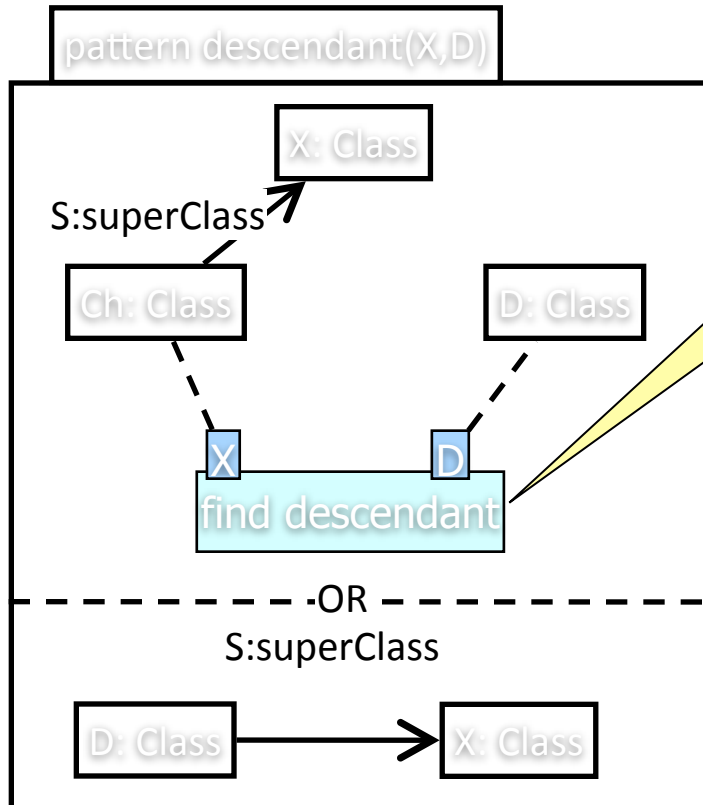 pattern descendant(X,D)
X: Class
S:superClass
Ch: Class
D: Class
X
D
find descendant
OR
S:superClass
D: Class
X: Class